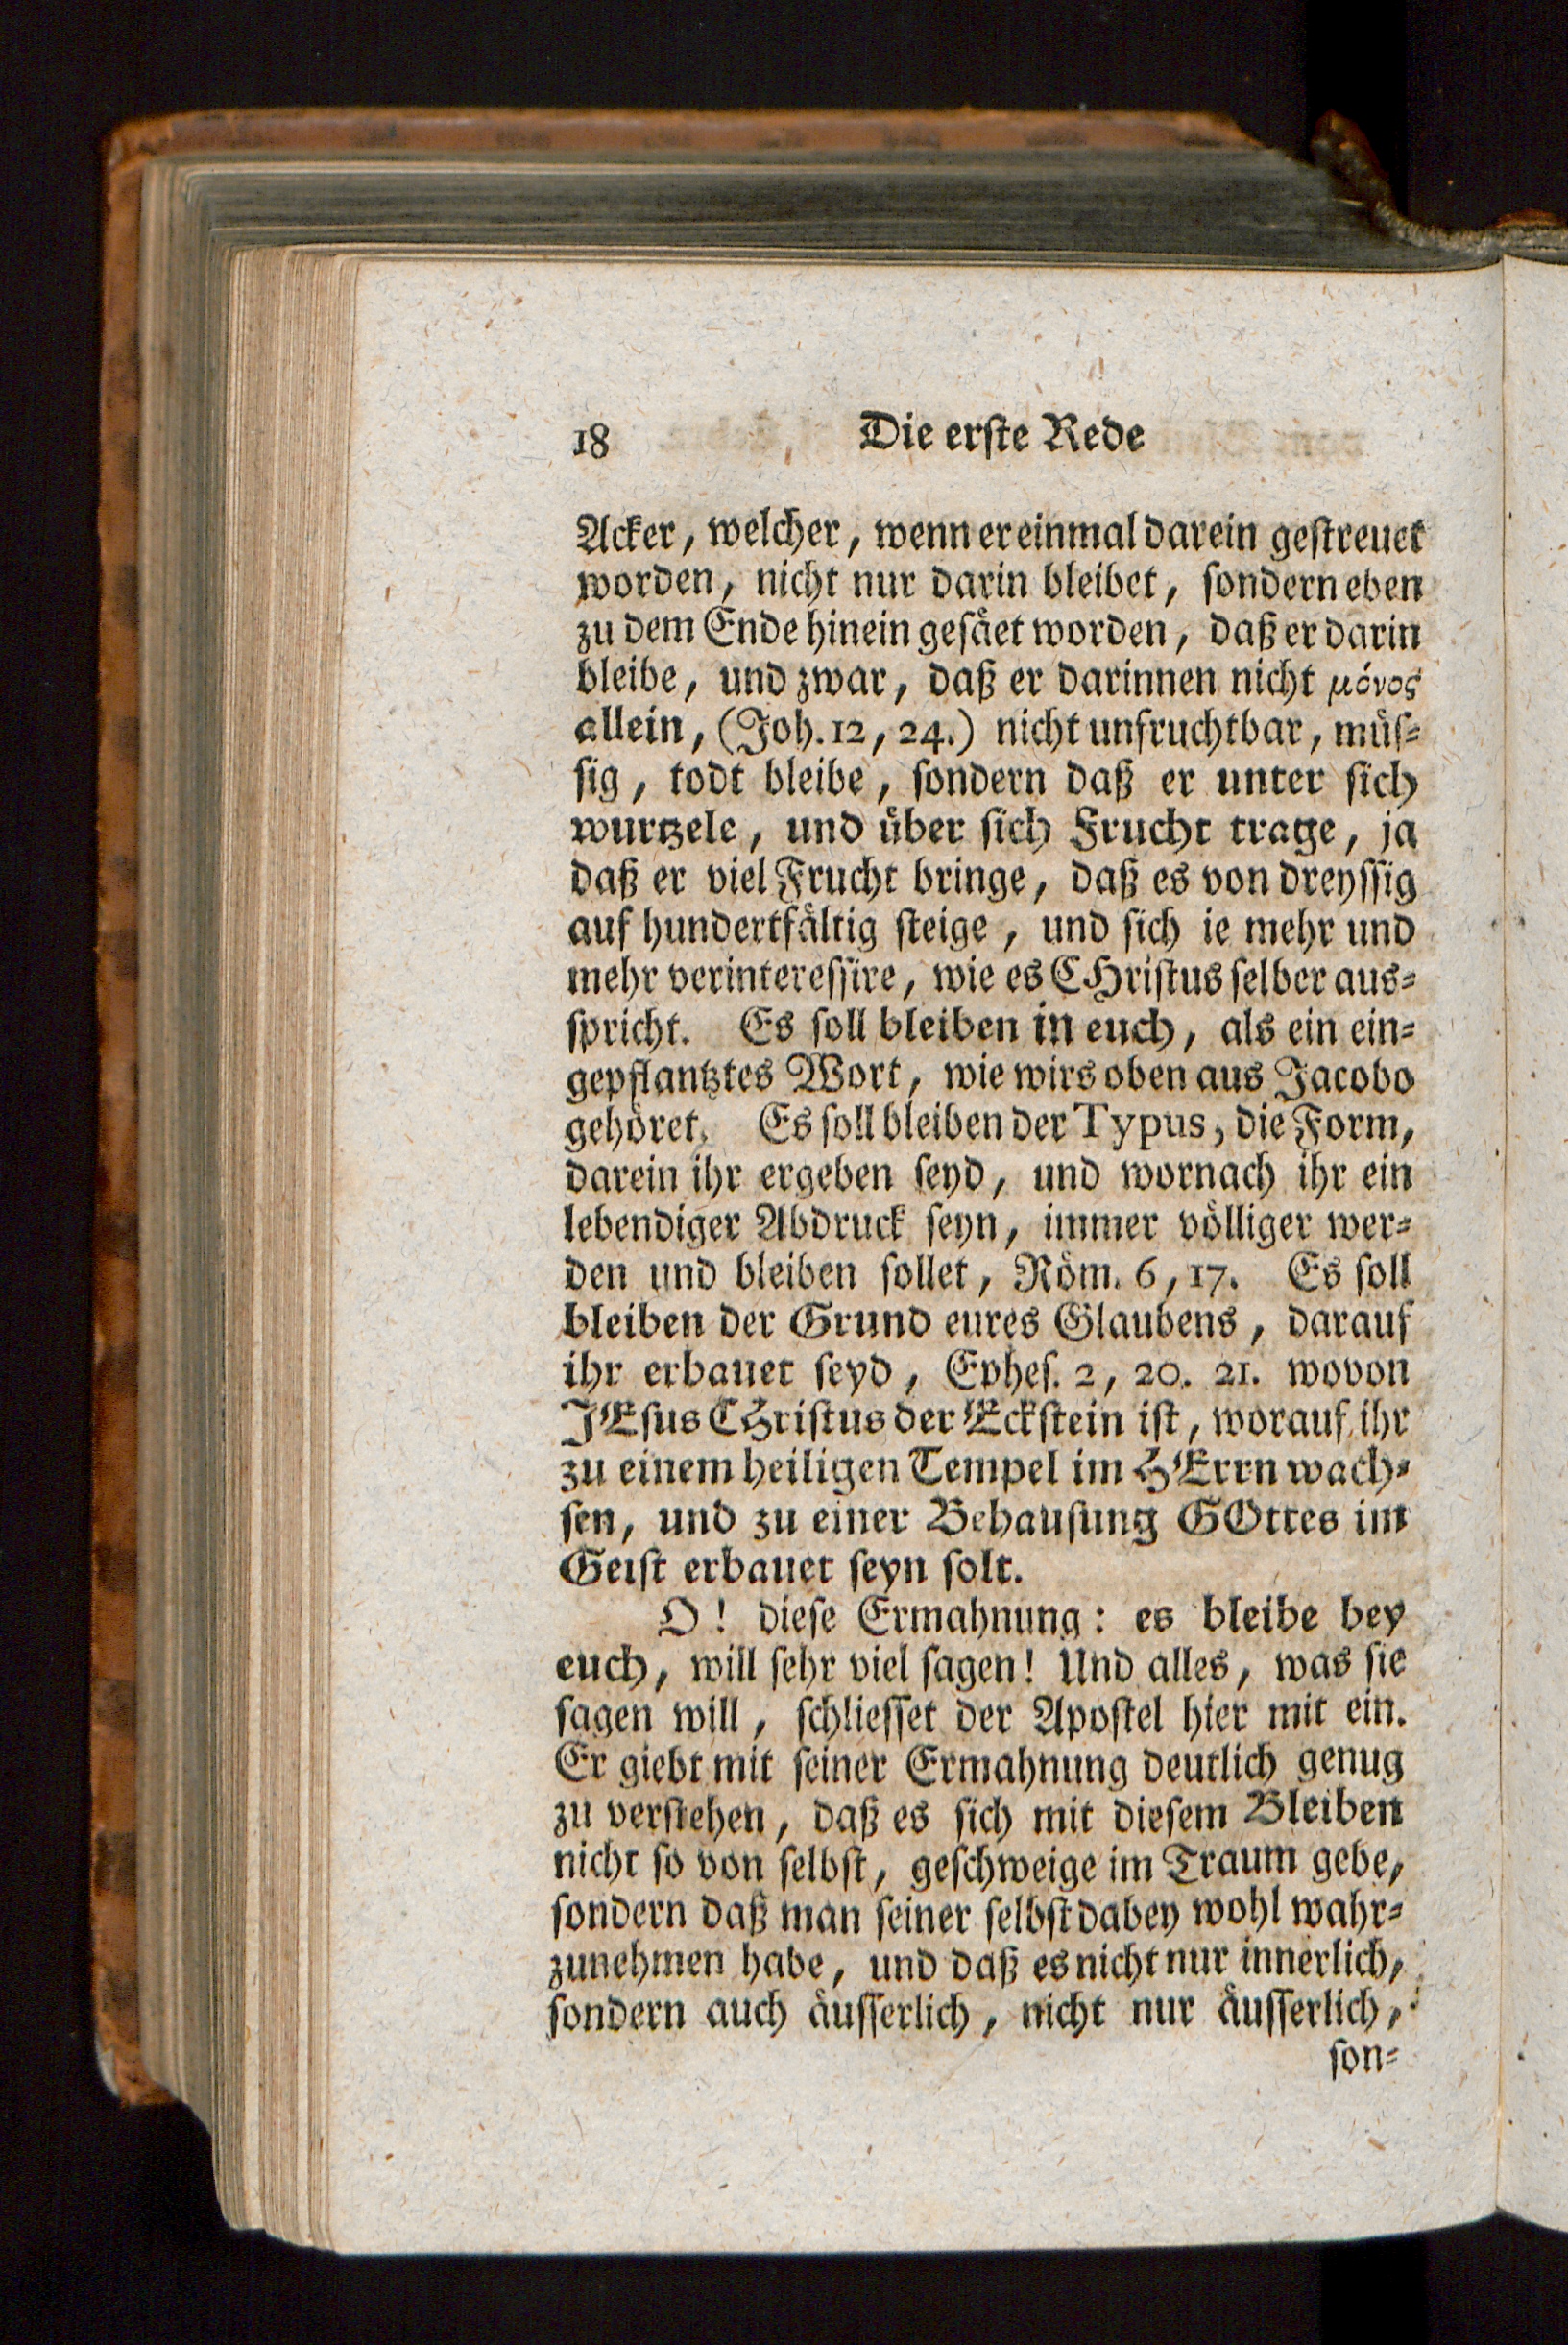 18 Die erste Rede
Acker, welcher, wenn er einmal darein gestreuet
worden, nicht nur darin bleibet, sondern eben
zu dem Ende hinein gesäet worden, daß er darin
bleibe, und zwar, daß er darinnen nicht μόνος
allein, (Joh. 12, 24.) nicht unfruchtbar, müs-
sig, todt bleibe, sondern daß er unter sich
wurtzele, und über sich Frucht trage, ja
daß er viel Frucht bringe, daß es von dreyssig
auf hundertfältig steige, und sich ie mehr und
mehr verinteressire, wie es CHristus selber aus-
spricht. Es soll bleiben in euch, als ein ein-
gepflantztes Wort, wie wirs oben aus Jacobo
gehöret. Es soll bleiben der Typus, die Form,
darein ihr ergeben seyd, und wornach ihr ein
lebendiger Abdruck seyn, immer völliger wer-
den und bleiben sollet, Röm. 6, 17. Es soll
bleiben der Grund eures Glaubens, darauf
ihr erbauet seyd, Ephes. 2, 20. 21. wovon
JEsus CHristus der Eckstein ist, worauf ihr
zu einem heiligen Tempel im HErrn wach-
sen, und zu einer Behausung GOttes im
Geist erbauet seyn solt.
O! diese Ermahnung: es bleibe bey
euch, will sehr viel sagen! Und alles, was sie
sagen will, schliesset der Apostel hier mit ein.
Er giebt mit seiner Ermahnung deutlich genug
zu verstehen, daß es sich mit diesem Bleiben
nicht so von selbst, geschweige im Traum gebe,
sondern daß man seiner selbst dabey wohl wahr-
zunehmen habe, und daß es nicht nur innerlich,
sondern auch äusserlich, nicht nur äusserlich,
son-